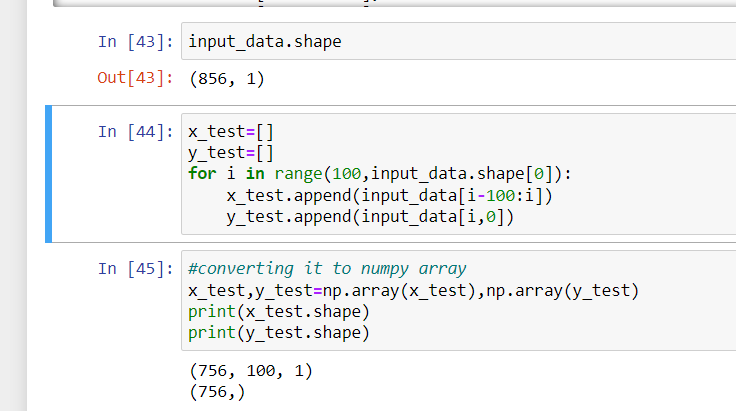 In [43]: input_data.shape
Out[43]: (856, 1)
In [44]: x_test=[]
y_test=[]
for i in range(100,input_data.shape[0]):
    x_test.append(input_data[i-100:i])
    y_test.append(input_data[i,0])
In [45]: #converting it to numpy array
x_test,y_test=np.array(x_test),np.array(y_test)
print(x_test.shape)
print(y_test.shape)
(756, 100, 1)
(756,)